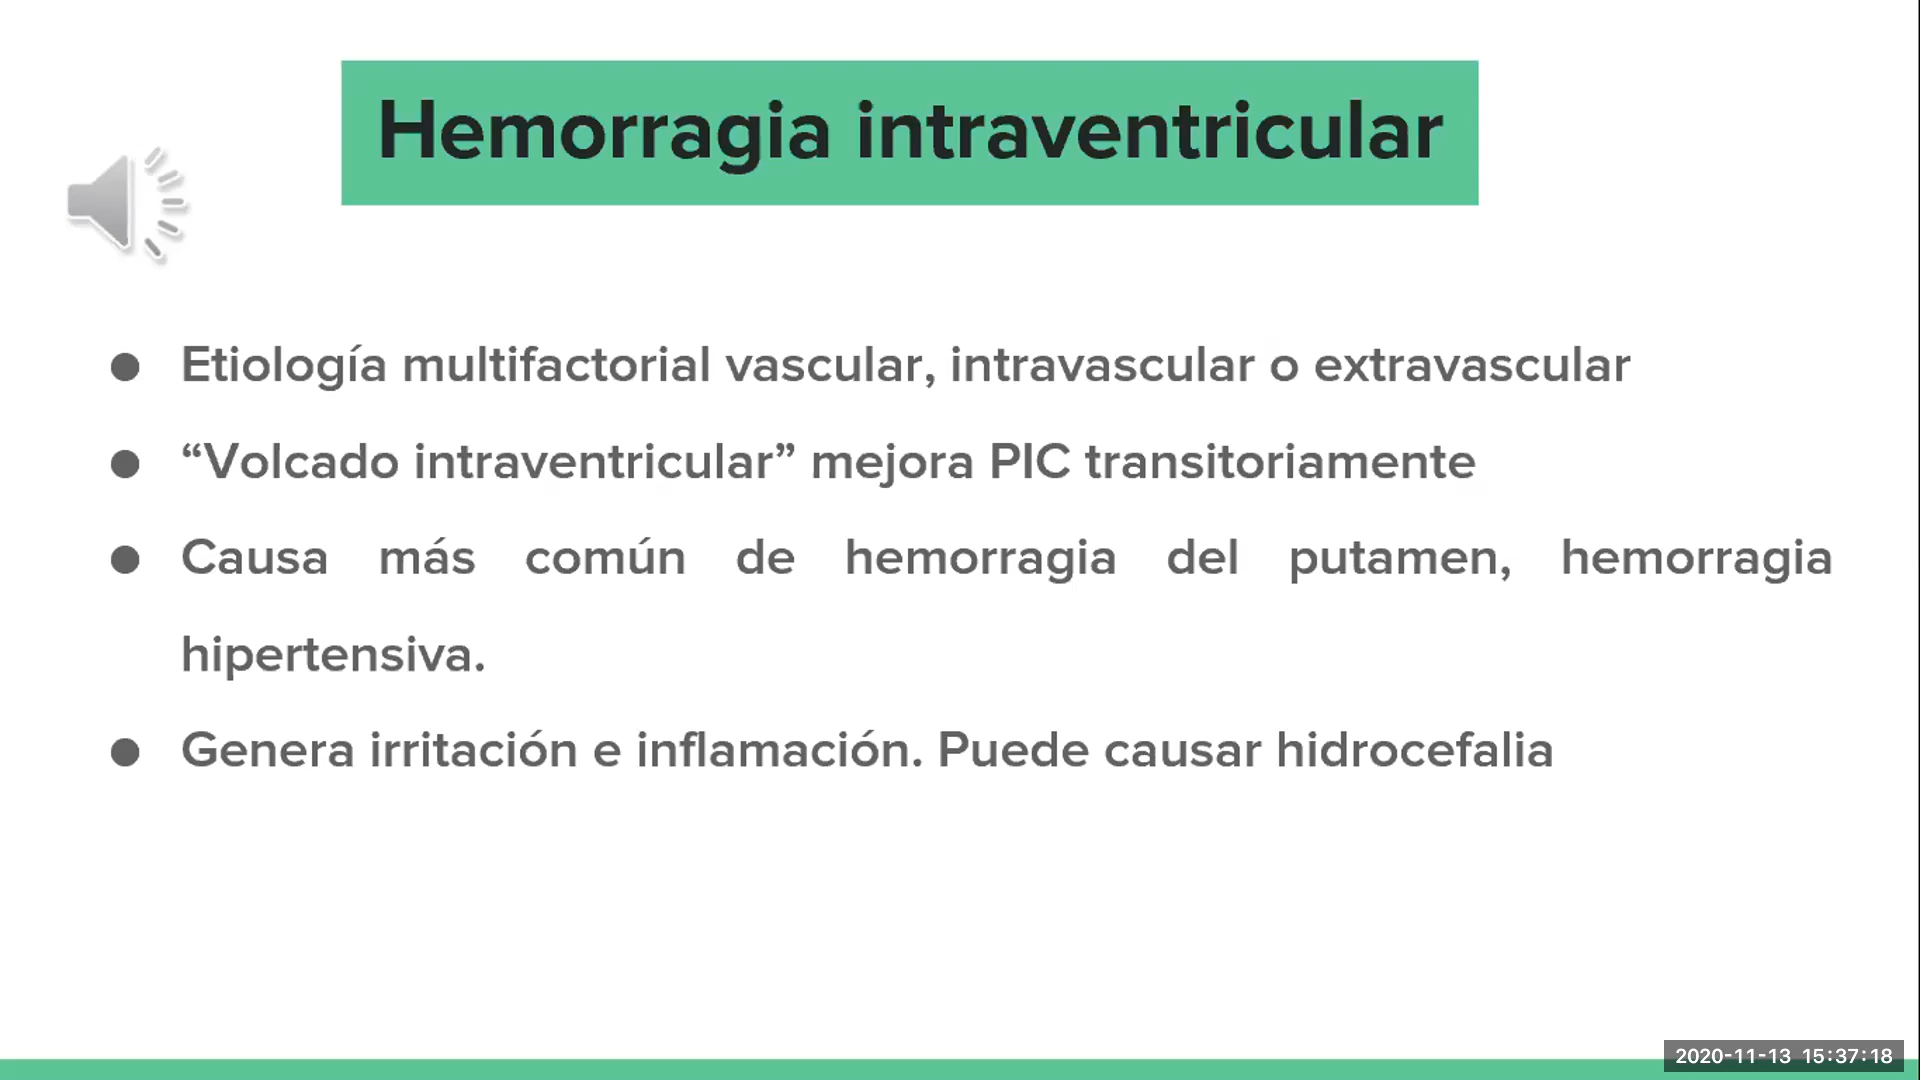 Hemorragia intraventricular
● Etiología multifactorial vascular, intravascular o extravascular
● “Volcado intraventricular” mejora PIC transitoriamente
● Causa más común de hemorragia del putamen, hemorragia
hipertensiva.
● Genera irritación e inflamación. Puede causar hidrocefalia
2020-11-13 15:37:18